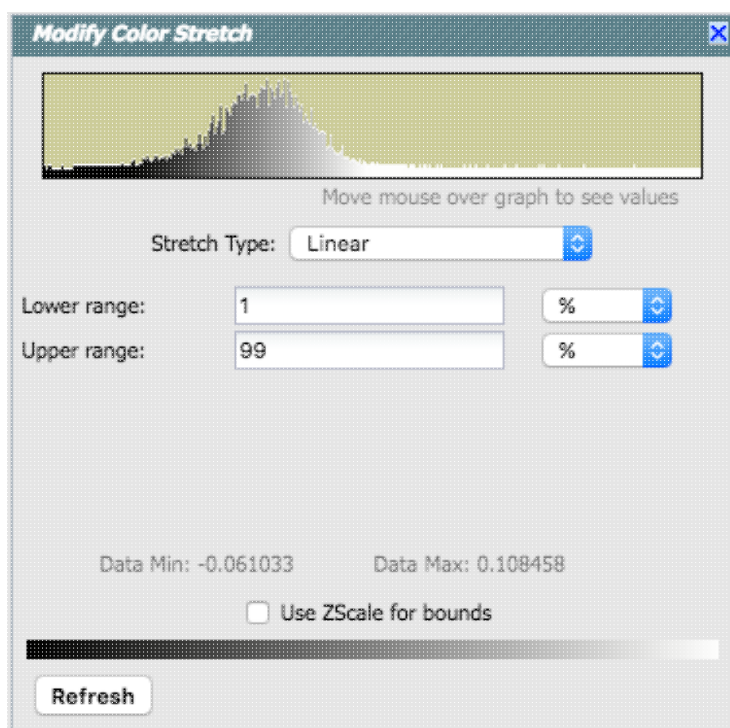 Modify Color Stretch
Move mouse over graph to see values
Stretch Type: Linear
Lower range: 1 %
Upper range: 99 %
Data Min: -0.061033 Data Max: 0.108458
Use ZScale for bounds
Refresh